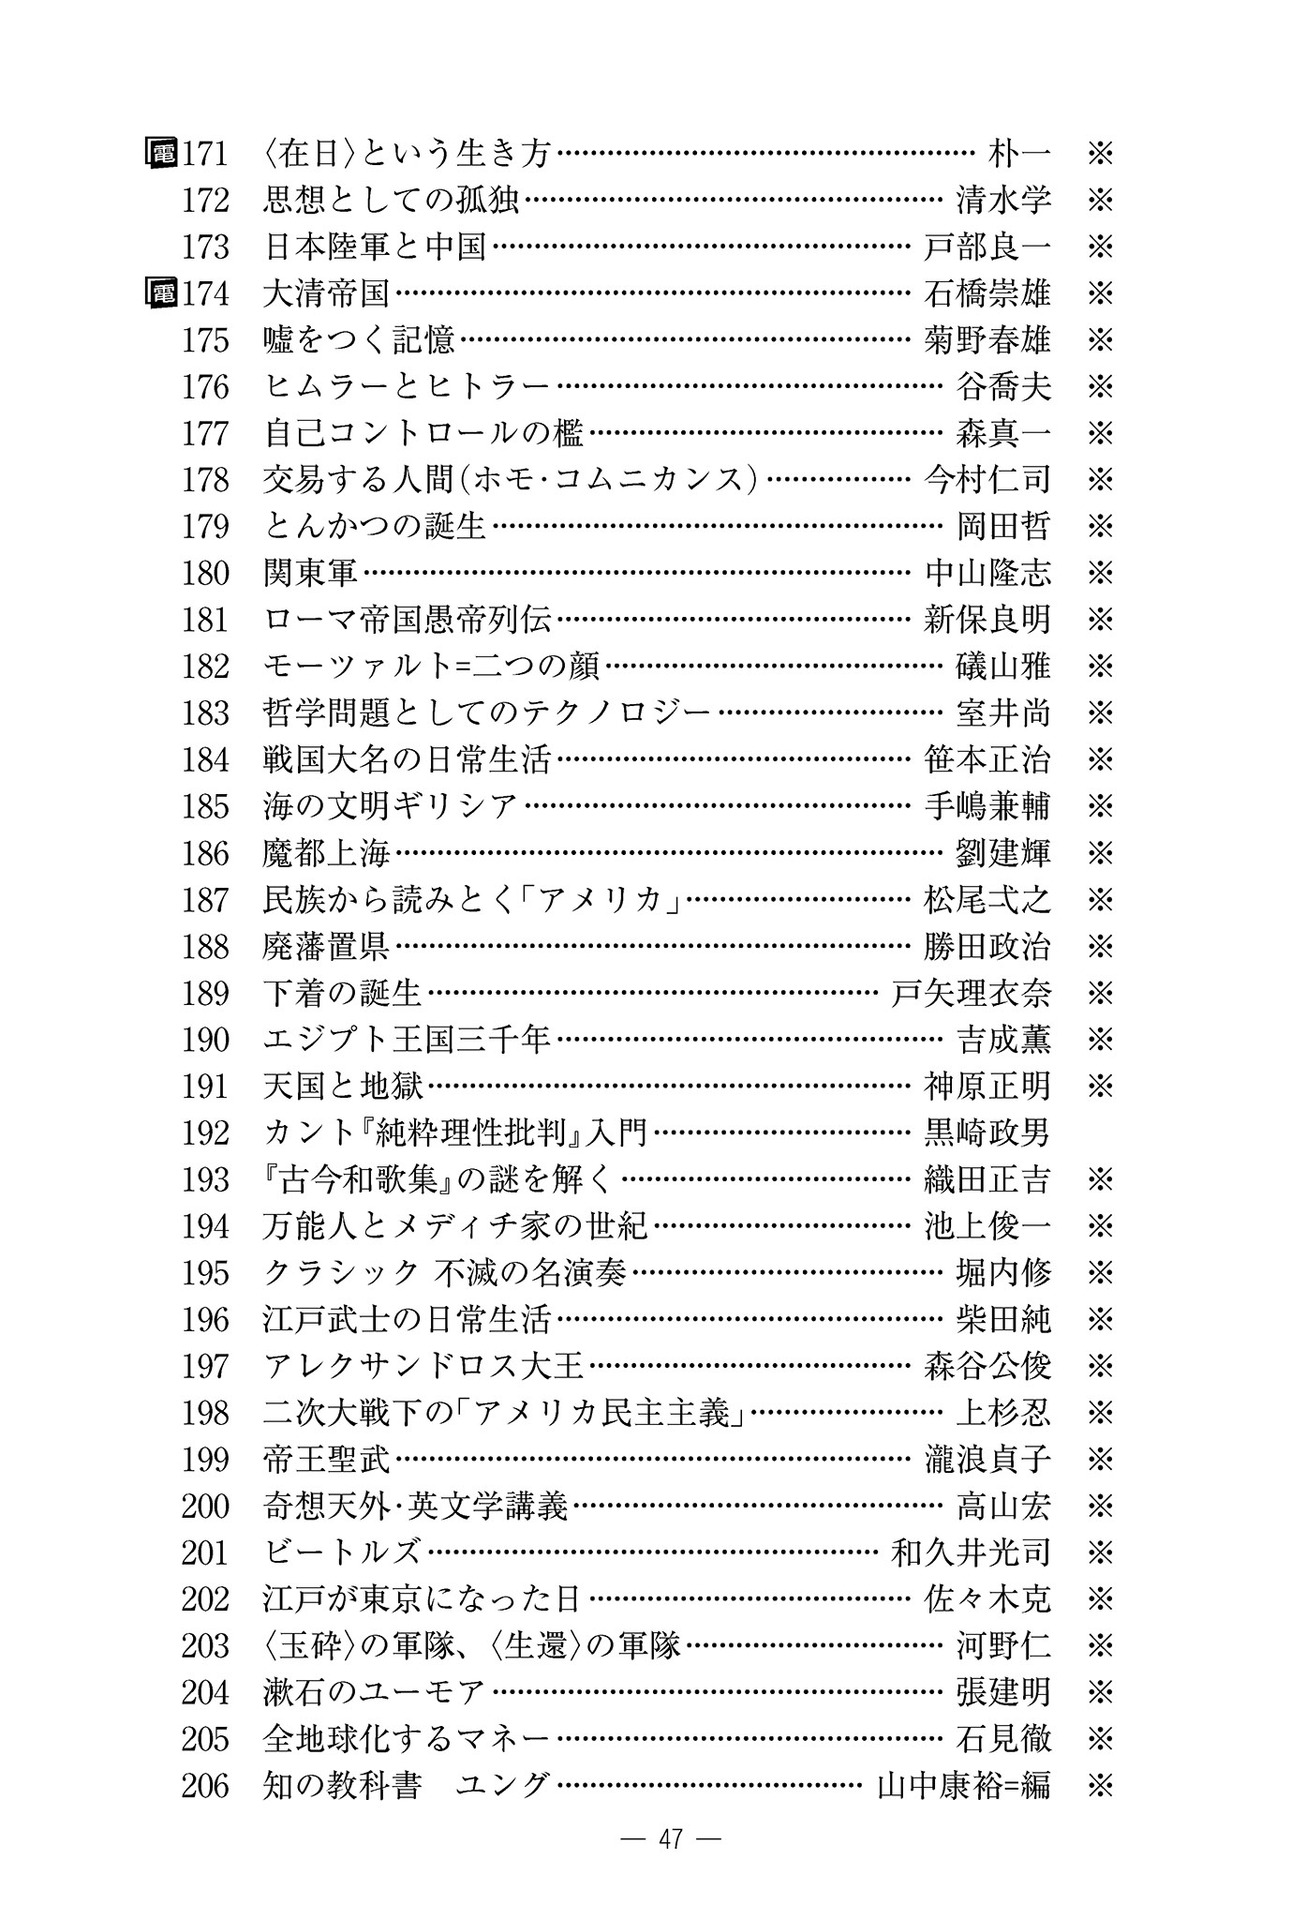 電171 〈在日〉という生き方…………………………………… 朴一 ※
172 思想としての孤独…………………………………… 清水学 ※
173 日本陸軍と中国…………………………………… 戸部良一 ※
電174 大清帝国…………………………………………… 石橋崇雄 ※
175 嘘をつく記憶……………………………………… 菊野春雄 ※
176 ヒムラーとヒトラー………………………………… 谷喬夫 ※
177 自己コントロールの檻……………………………… 森真一 ※
178 交易する人間(ホモ・コムニカンス)……………… 今村仁司 ※
179 とんかつの誕生……………………………………… 岡田哲 ※
180 関東軍……………………………………………… 中山隆志 ※
181 ローマ帝国愚帝列伝……………………………… 新保良明 ※
182 モーツァルト=二つの顔…………………………… 礒山雅 ※
183 哲学問題としてのテクノロジー…………………… 室井尚 ※
184 戦国大名の日常生活……………………………… 笹本正治 ※
185 海の文明ギリシア………………………………… 手嶋兼輔 ※
186 魔都上海……………………………………………… 劉建輝 ※
187 民族から読みとく「アメリカ」…………………… 松尾弌之 ※
188 廃藩置県…………………………………………… 勝田政治 ※
189 下着の誕生……………………………………… 戸矢理衣奈 ※
190 エジプト王国三千年………………………………… 吉成薫 ※
191 天国と地獄………………………………………… 神原正明 ※
192 カント『純粋理性批判』入門……………………… 黒崎政男
193 『古今和歌集』の謎を解く………………………… 織田正吉 ※
194 万能人とメディチ家の世紀……………………… 池上俊一 ※
195 クラシック 不滅の名演奏…………………………… 堀内修 ※
196 江戸武士の日常生活………………………………… 柴田純 ※
197 アレクサンドロス大王…………………………… 森谷公俊 ※
198 二次大戦下の「アメリカ民主主義」………………… 上杉忍 ※
199 帝王聖武…………………………………………… 瀧浪貞子 ※
200 奇想天外・英文学講義……………………………… 高山宏 ※
201 ビートルズ……………………………………… 和久井光司 ※
202 江戸が東京になった日…………………………… 佐々木克 ※
203 〈玉砕〉の軍隊、〈生還〉の軍隊…………………… 河野仁 ※
204 漱石のユーモア……………………………………… 張建明 ※
205 全地球化するマネー………………………………… 石見徹 ※
206 知の教科書　ユング………………………… 山中康裕=編 ※
— 47 —